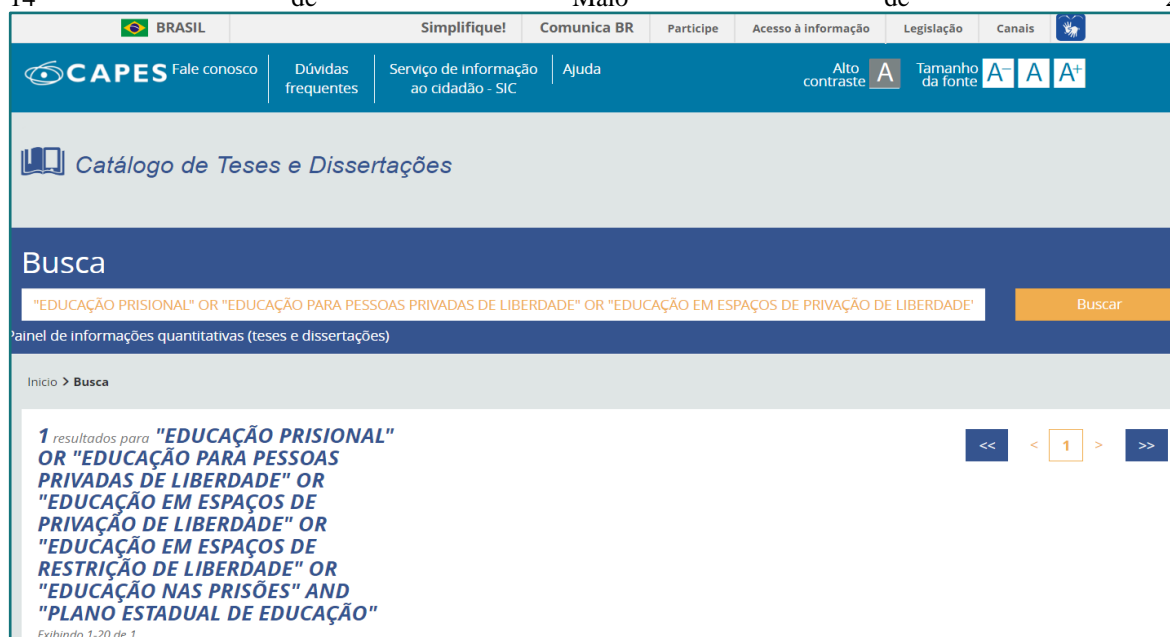 14 de Maio de 2
BRASIL Simplifique! Comunica BR Participe Acesso à informação Legislação Canais
CAPES Fale conosco Dúvidas frequentes Serviço de informação ao cidadão - SIC Ajuda Alto contraste A Tamanho da fonte A- A A+
Catálogo de Teses e Dissertações
Busca
"EDUCAÇÃO PRISIONAL" OR "EDUCAÇÃO PARA PESSOAS PRIVADAS DE LIBERDADE" OR "EDUCAÇÃO EM ESPAÇOS DE PRIVAÇÃO DE LIBERDADE" Buscar
Painel de informações quantitativas (teses e dissertações)
Inicio > Busca
1 resultados para "EDUCAÇÃO PRISIONAL" << < 1 > >>
OR "EDUCAÇÃO PARA PESSOAS
PRIVADAS DE LIBERDADE" OR
"EDUCAÇÃO EM ESPAÇOS DE
PRIVAÇÃO DE LIBERDADE" OR
"EDUCAÇÃO EM ESPAÇOS DE
RESTRIÇÃO DE LIBERDADE" OR
"EDUCAÇÃO NAS PRISÕES" AND
"PLANO ESTADUAL DE EDUCAÇÃO"
Exibindo 1-20 de 1